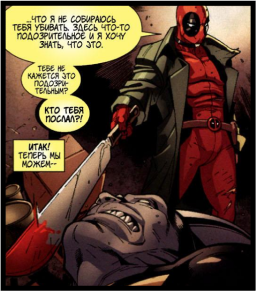 ...ЧТО Я НЕ СОБИРАЮСЬ
ТЕБЯ УБИВАТЬ. ЗДЕСЬ ЧТО-ТО
ПОДОЗРИТЕЛЬНОЕ И Я ХОЧУ
ЗНАТЬ, ЧТО ЭТО.
ТЕБЕ НЕ
КАЖЕТСЯ ЭТО
ПОДОЗРИ-
ТЕЛЬНЫМ?
КТО ТЕБЯ
ПОСЛАЛ?!
ИТАК!
ТЕПЕРЬ МЫ
МОЖЕМ--